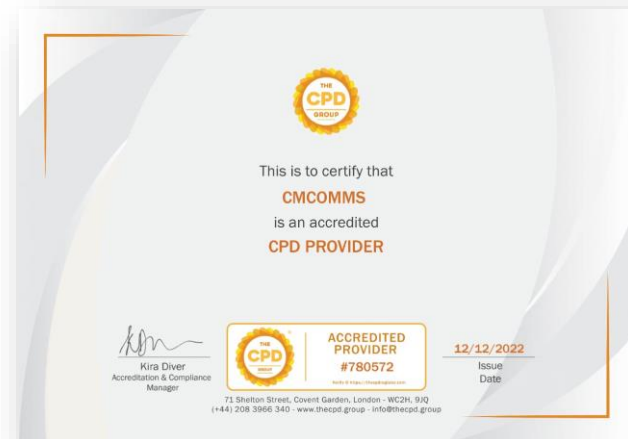 THE
CPD
GROUP
This is to certify that
CMCOMMS
is an accredited
CPD PROVIDER
Kira Diver
Accreditation & Compliance
Manager
THE
CPD
GROUP
ACCREDITED
PROVIDER
#780572
12/12/2022
Issue
Date
71 Shelton Street, Covent Garden, London - WC2H, 9JQ
(+44) 208 3966 340 - www.thecpd.group - info@thecpd.group